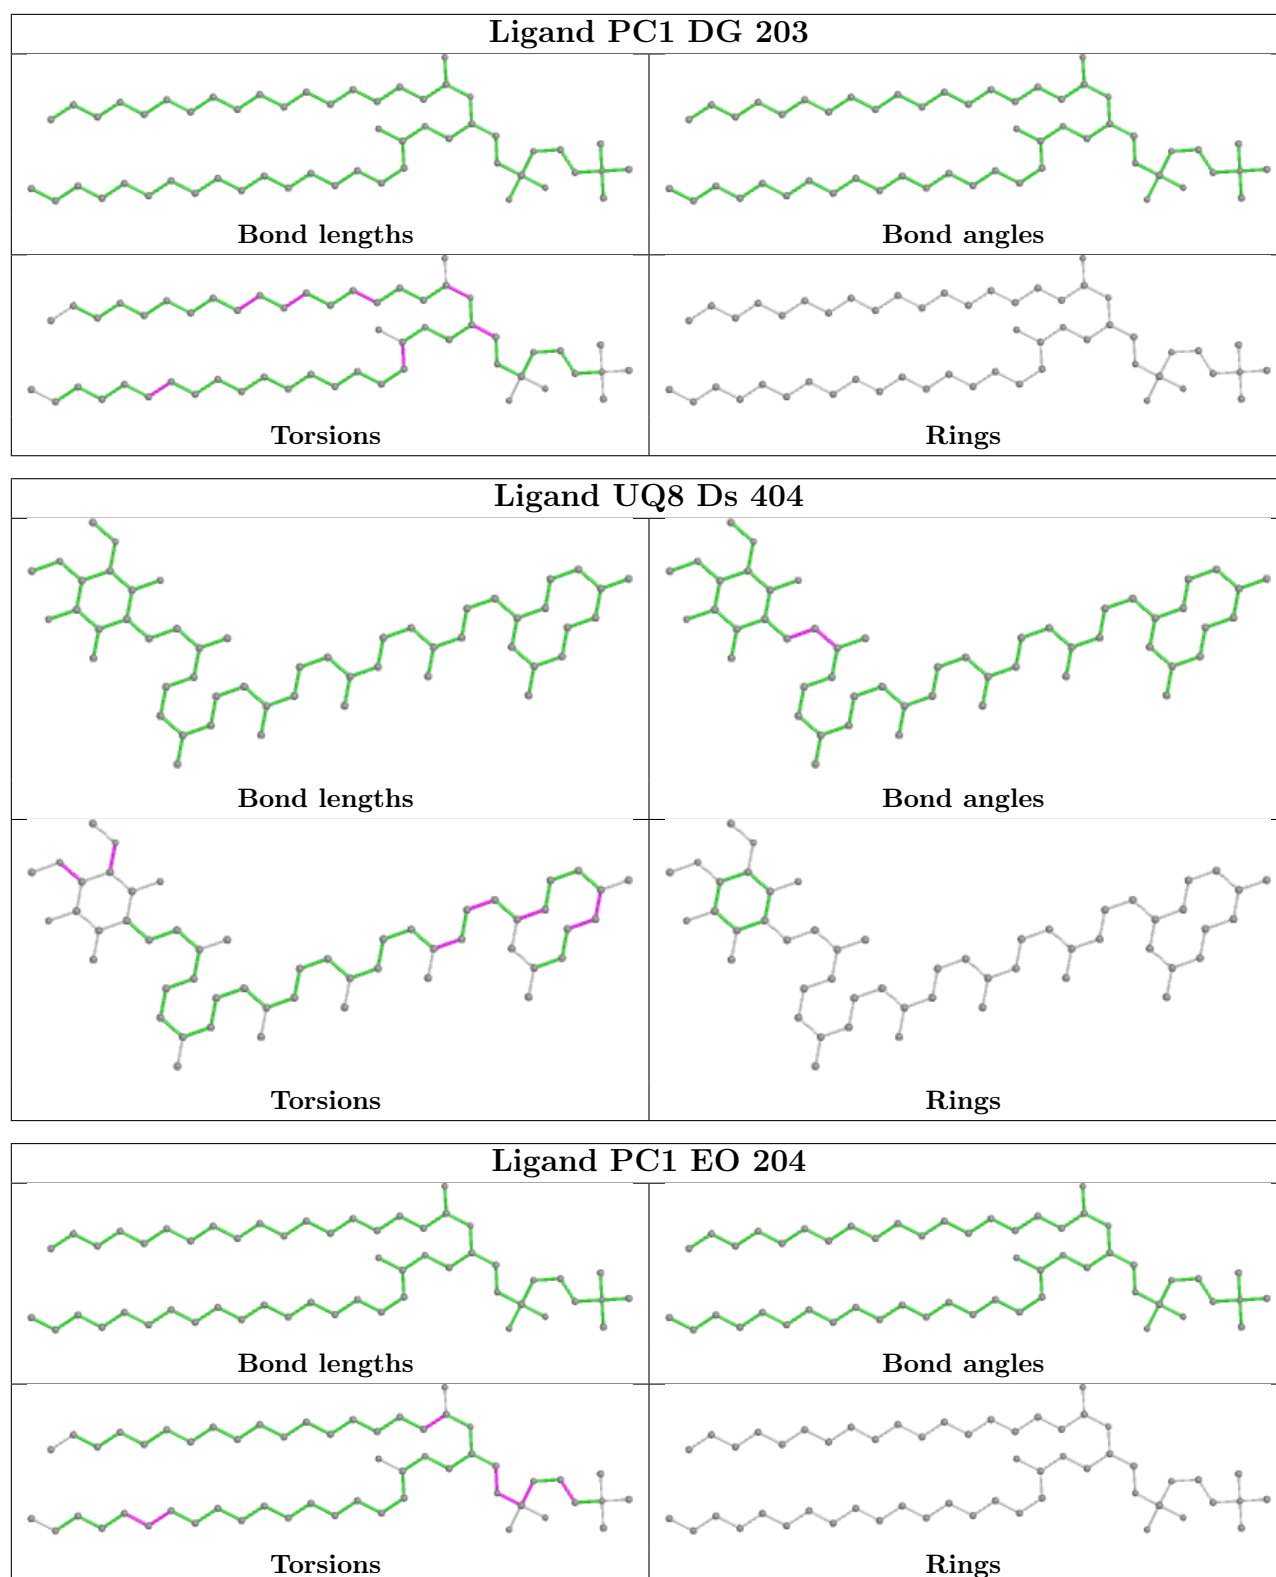 Ligand PC1 DG 203
Bond lengths
Bond angles
Torsions
Rings
Ligand UQ8 Ds 404
Bond lengths
Bond angles
Torsions
Rings
Ligand PC1 EO 204
Bond lengths
Bond angles
Torsions
Rings